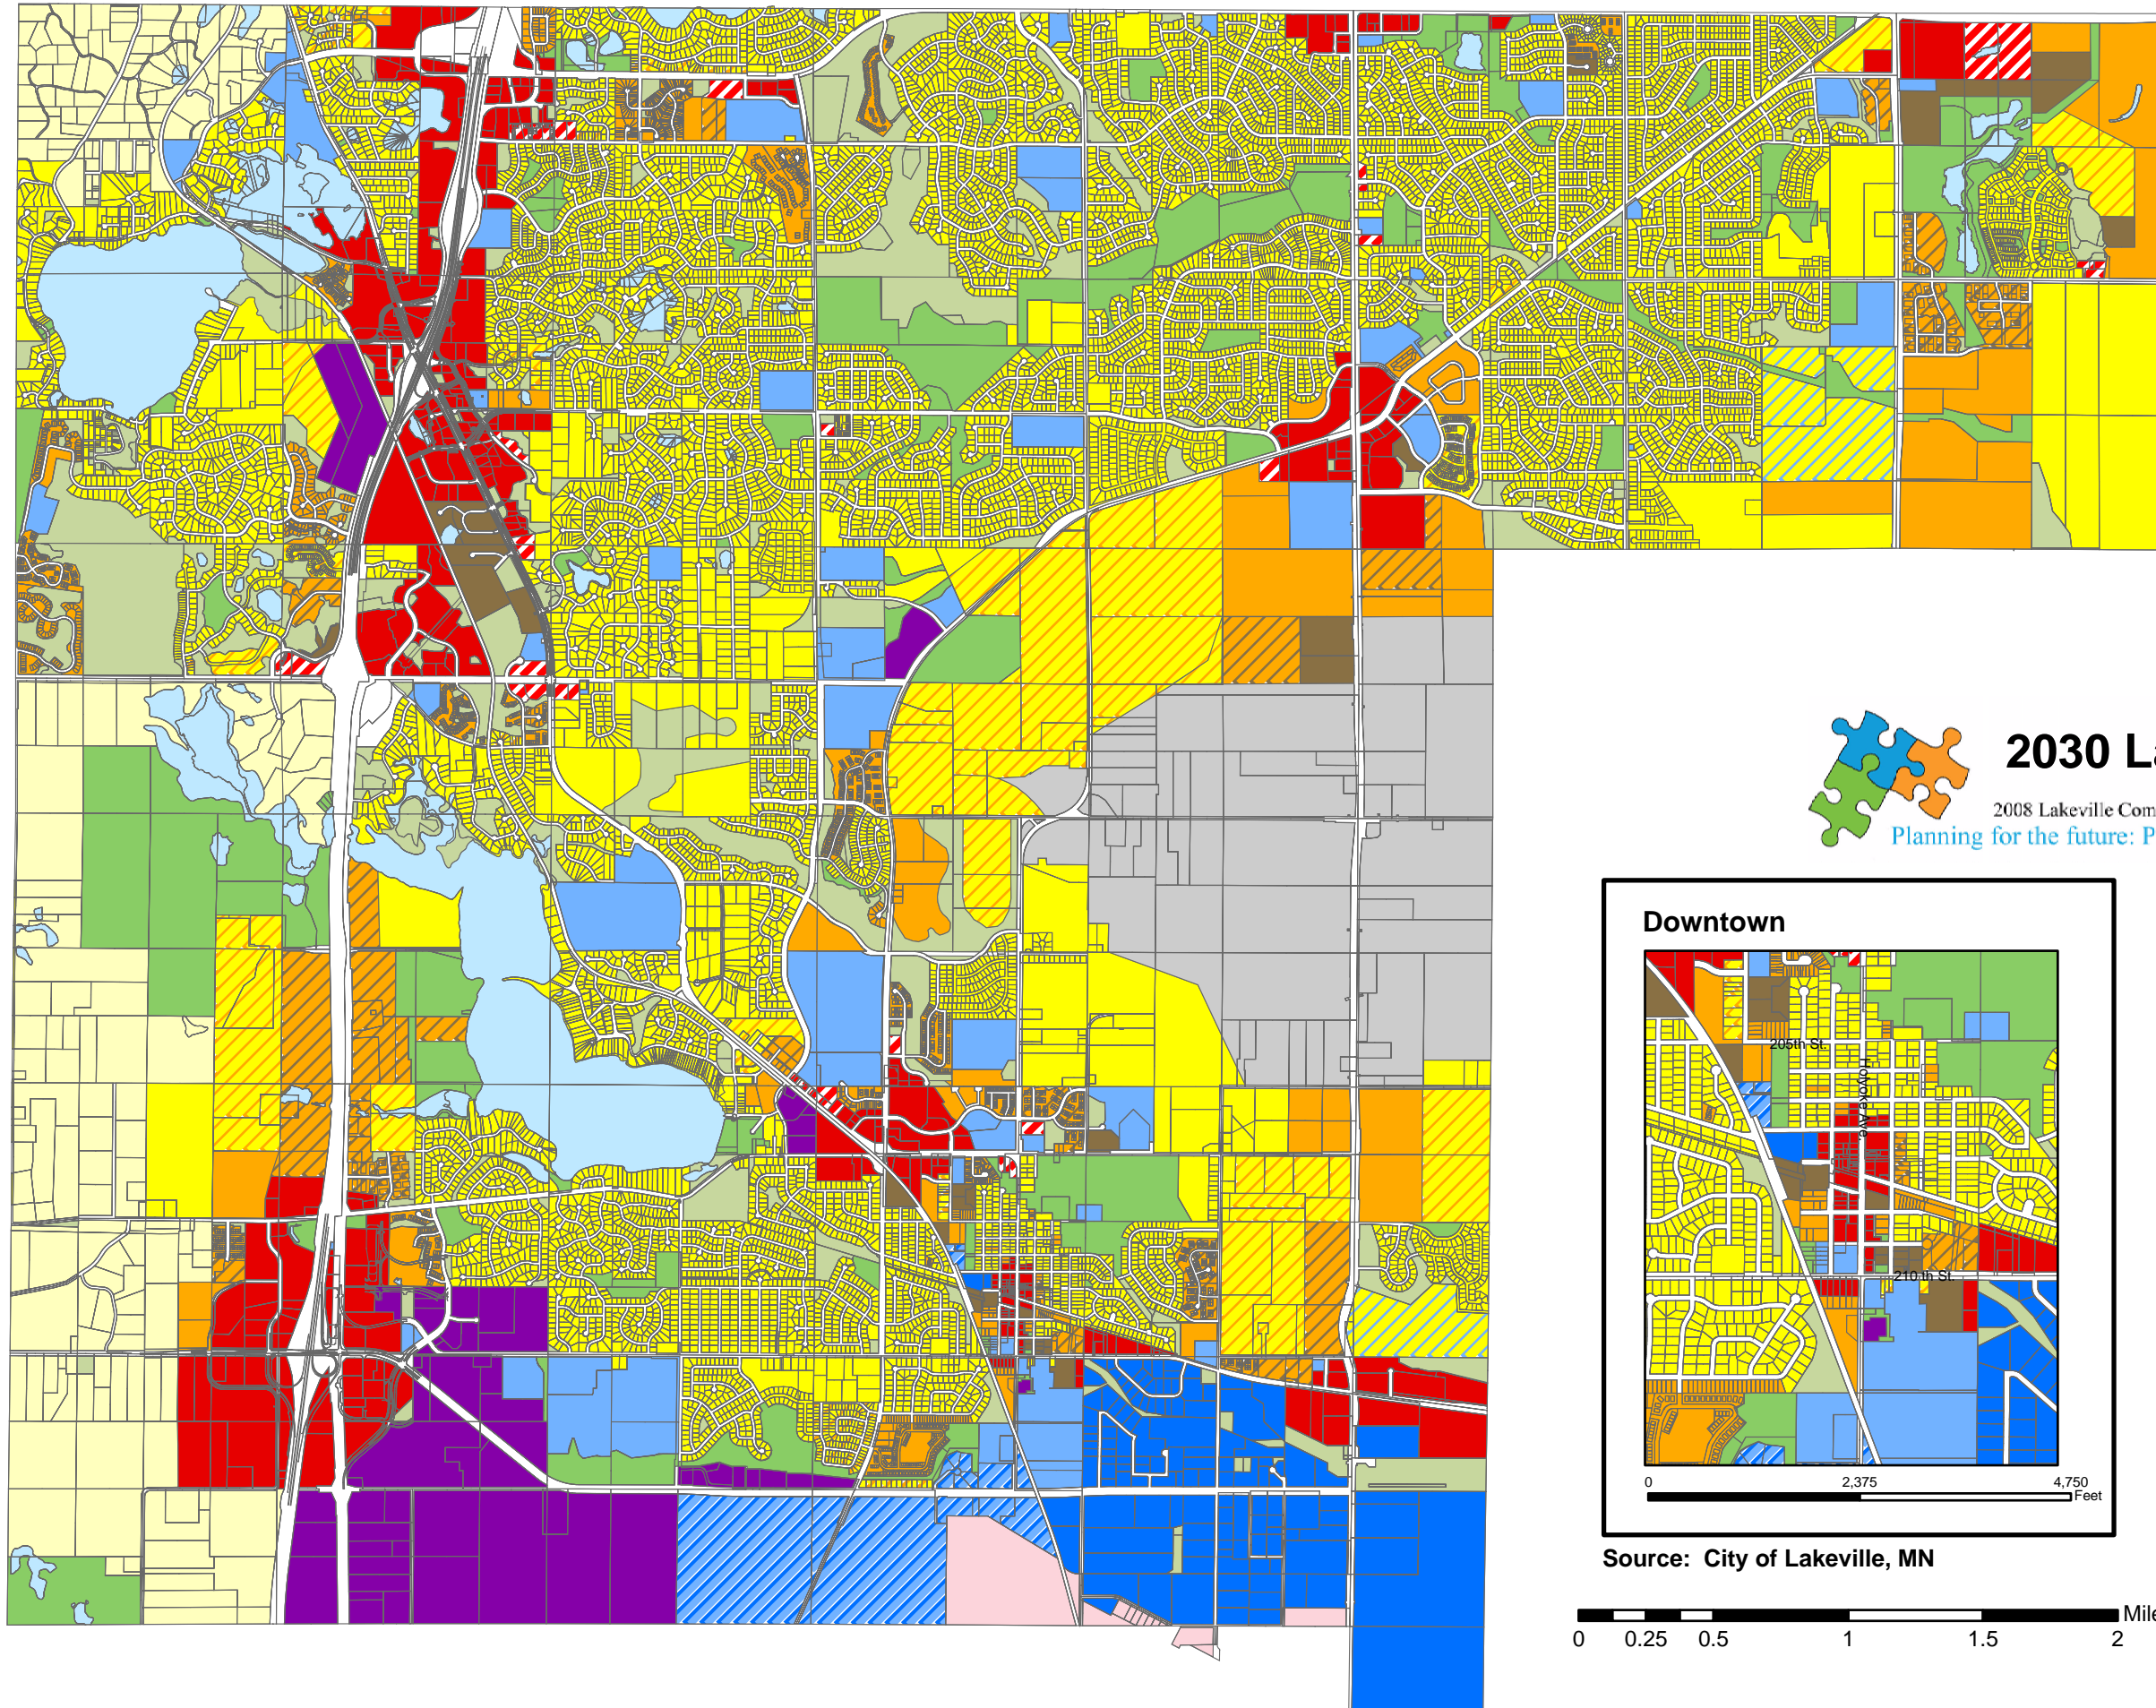 2030 L
2008 Lakeville Com
Planning for the future: P
Downtown
205th St.
Holyoke Ave.
210th St.
0 2,375 4,750
Feet
Source: City of Lakeville, MN
Mile
0 0.25 0.5 1 1.5 2